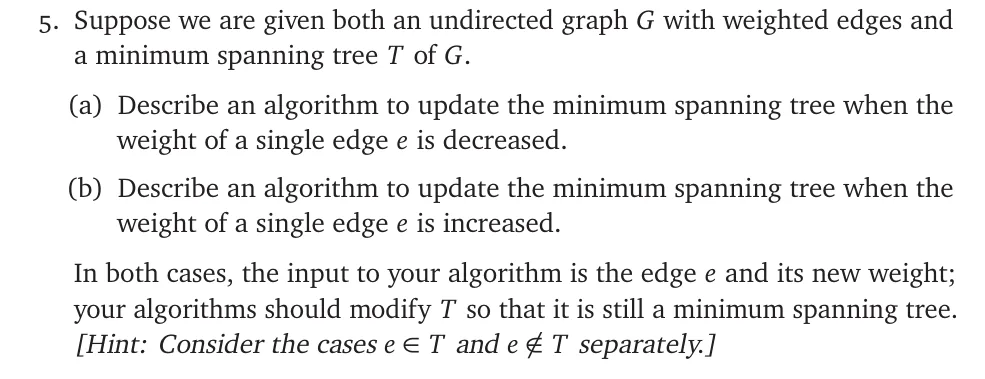 5. Suppose we are given both an undirected graph G with weighted edges and
a minimum spanning tree T of G.
(a) Describe an algorithm to update the minimum spanning tree when the
weight of a single edge e is decreased.
(b) Describe an algorithm to update the minimum spanning tree when the
weight of a single edge e is increased.
In both cases, the input to your algorithm is the edge e and its new weight;
your algorithms should modify T so that it is still a minimum spanning tree.
[Hint: Consider the cases e ∈ T and e ∉ T separately.]